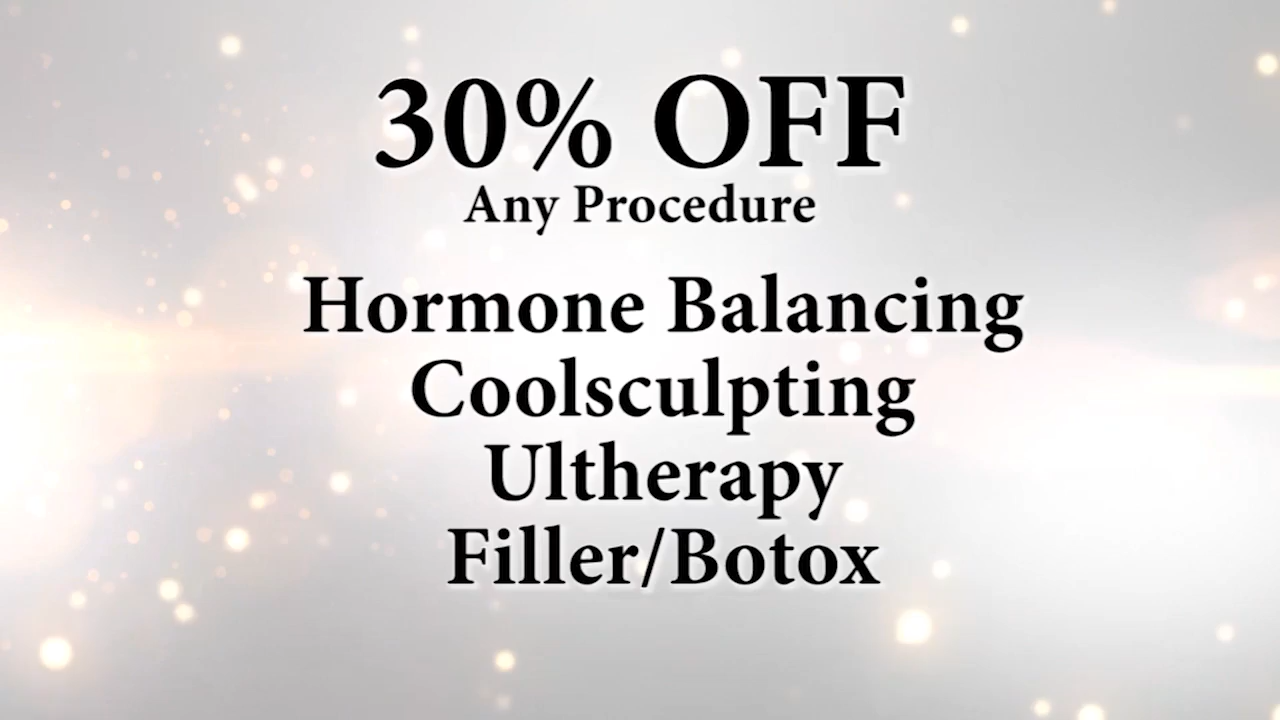 30% OFF
Any Procedure
Hormone Balancing
Coolsculpting
Ultherapy
Filler/Botox